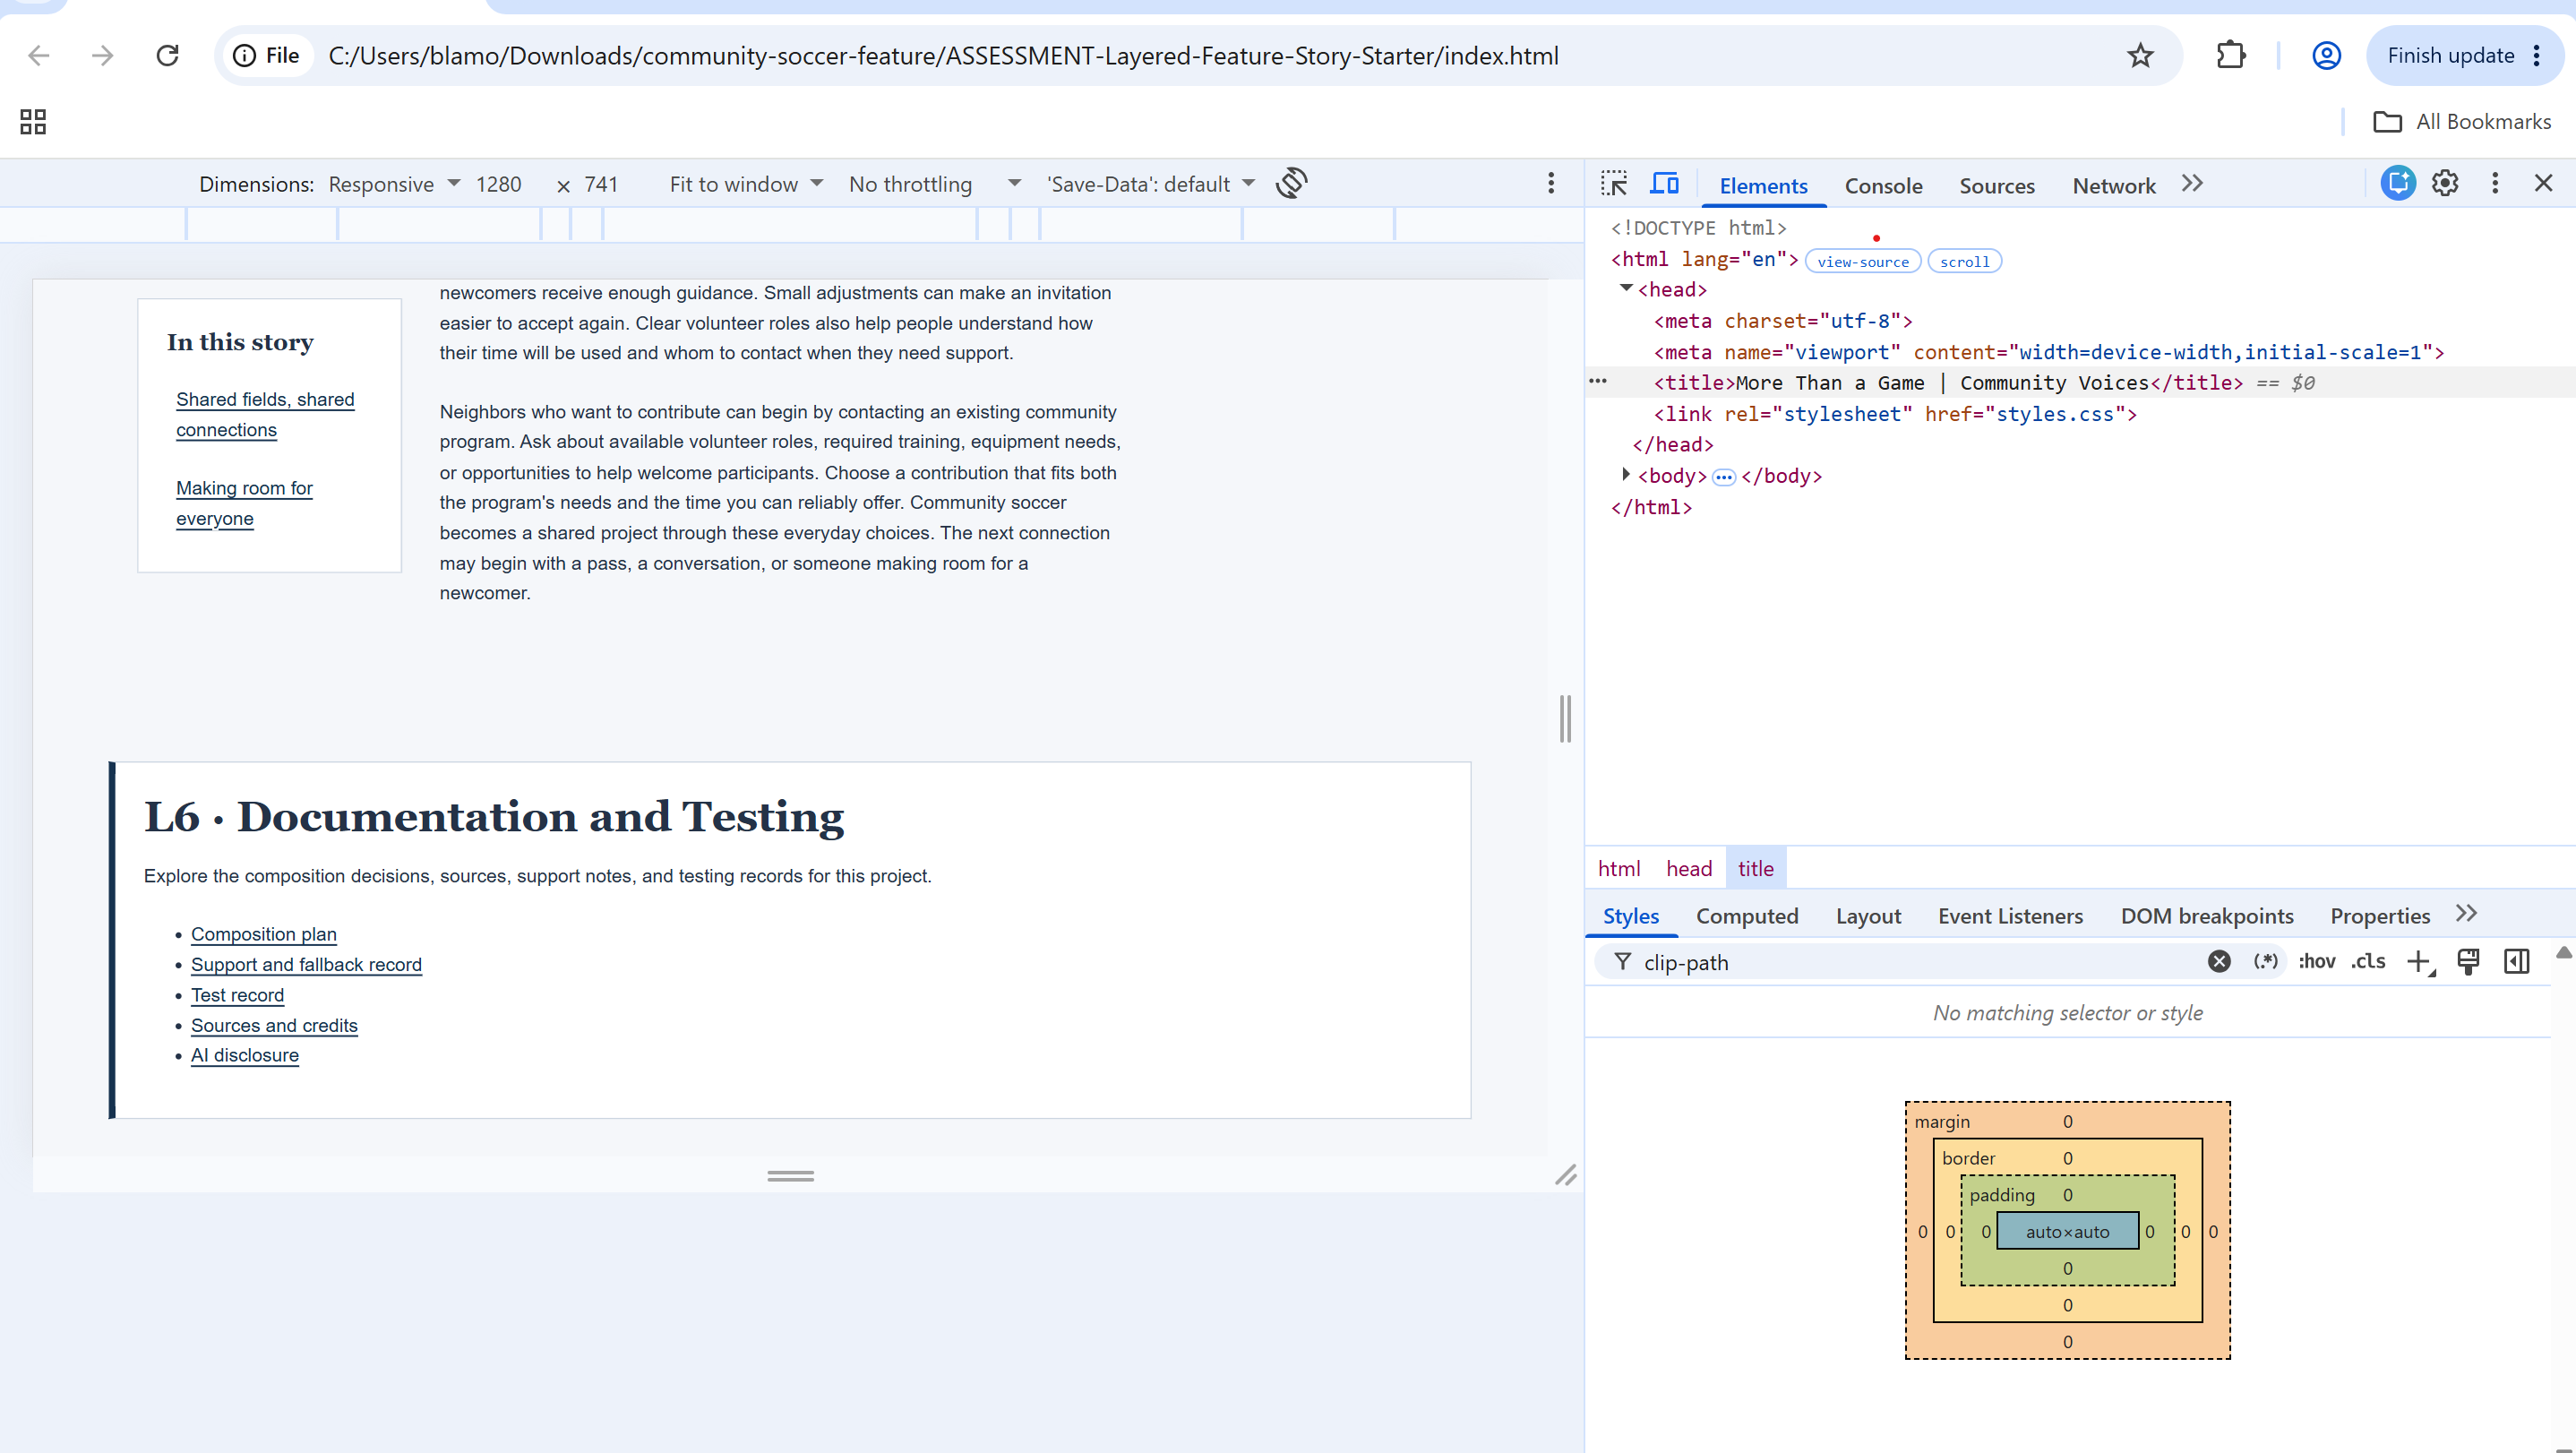 File C:/Users/blamo/Downloads/community-soccer-feature/ASSESSMENT-Layered-Feature-Story-Starter/index.html Finish update
All Bookmarks
Dimensions: Responsive 1280 × 741 Fit to window No throttling 'Save-Data': default
newcomers receive enough guidance. Small adjustments can make an invitation
easier to accept again. Clear volunteer roles also help people understand how
their time will be used and whom to contact when they need support.
In this story
Shared fields, shared
connections
Making room for
everyone
Neighbors who want to contribute can begin by contacting an existing community
program. Ask about available volunteer roles, required training, equipment needs,
or opportunities to help welcome participants. Choose a contribution that fits both
the program's needs and the time you can reliably offer. Community soccer
becomes a shared project through these everyday choices. The next connection
may begin with a pass, a conversation, or someone making room for a
newcomer.
L6 · Documentation and Testing
Explore the composition decisions, sources, support notes, and testing records for this project.
• Composition plan
• Support and fallback record
• Test record
• Sources and credits
• AI disclosure
Elements Console Sources Network
<!DOCTYPE html>
<html lang="en"> view-source scroll
<head>
<meta charset="utf-8">
<meta name="viewport" content="width=device-width,initial-scale=1">
<title>More Than a Game | Community Voices</title> == $0
<link rel="stylesheet" href="styles.css">
</head>
<body> ••• </body>
</html>
html head title
Styles Computed Layout Event Listeners DOM breakpoints Properties
clip-path (.*) :hov .cls
No matching selector or style
margin 0
border 0
padding 0
0 0 0 auto×auto 0 0 0
0
0
0